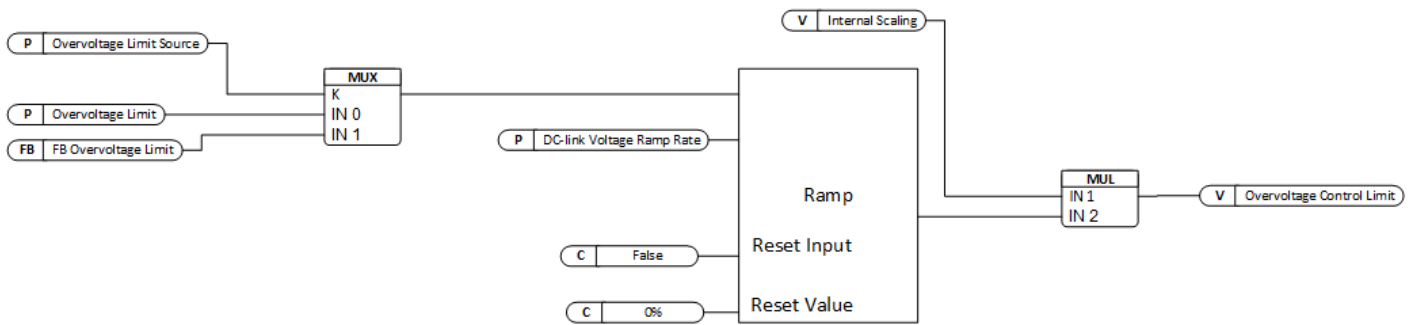 V Internal Scaling
P Overvoltage Limit Source
MUX
K
P Overvoltage Limit
IN 0
IN 1
FB FB Overvoltage Limit
P DC-link Voltage Ramp Rate
Ramp
MUL
IN 1
IN 2
V Overvoltage Control Limit
C False
Reset Input
C 0%
Reset Value